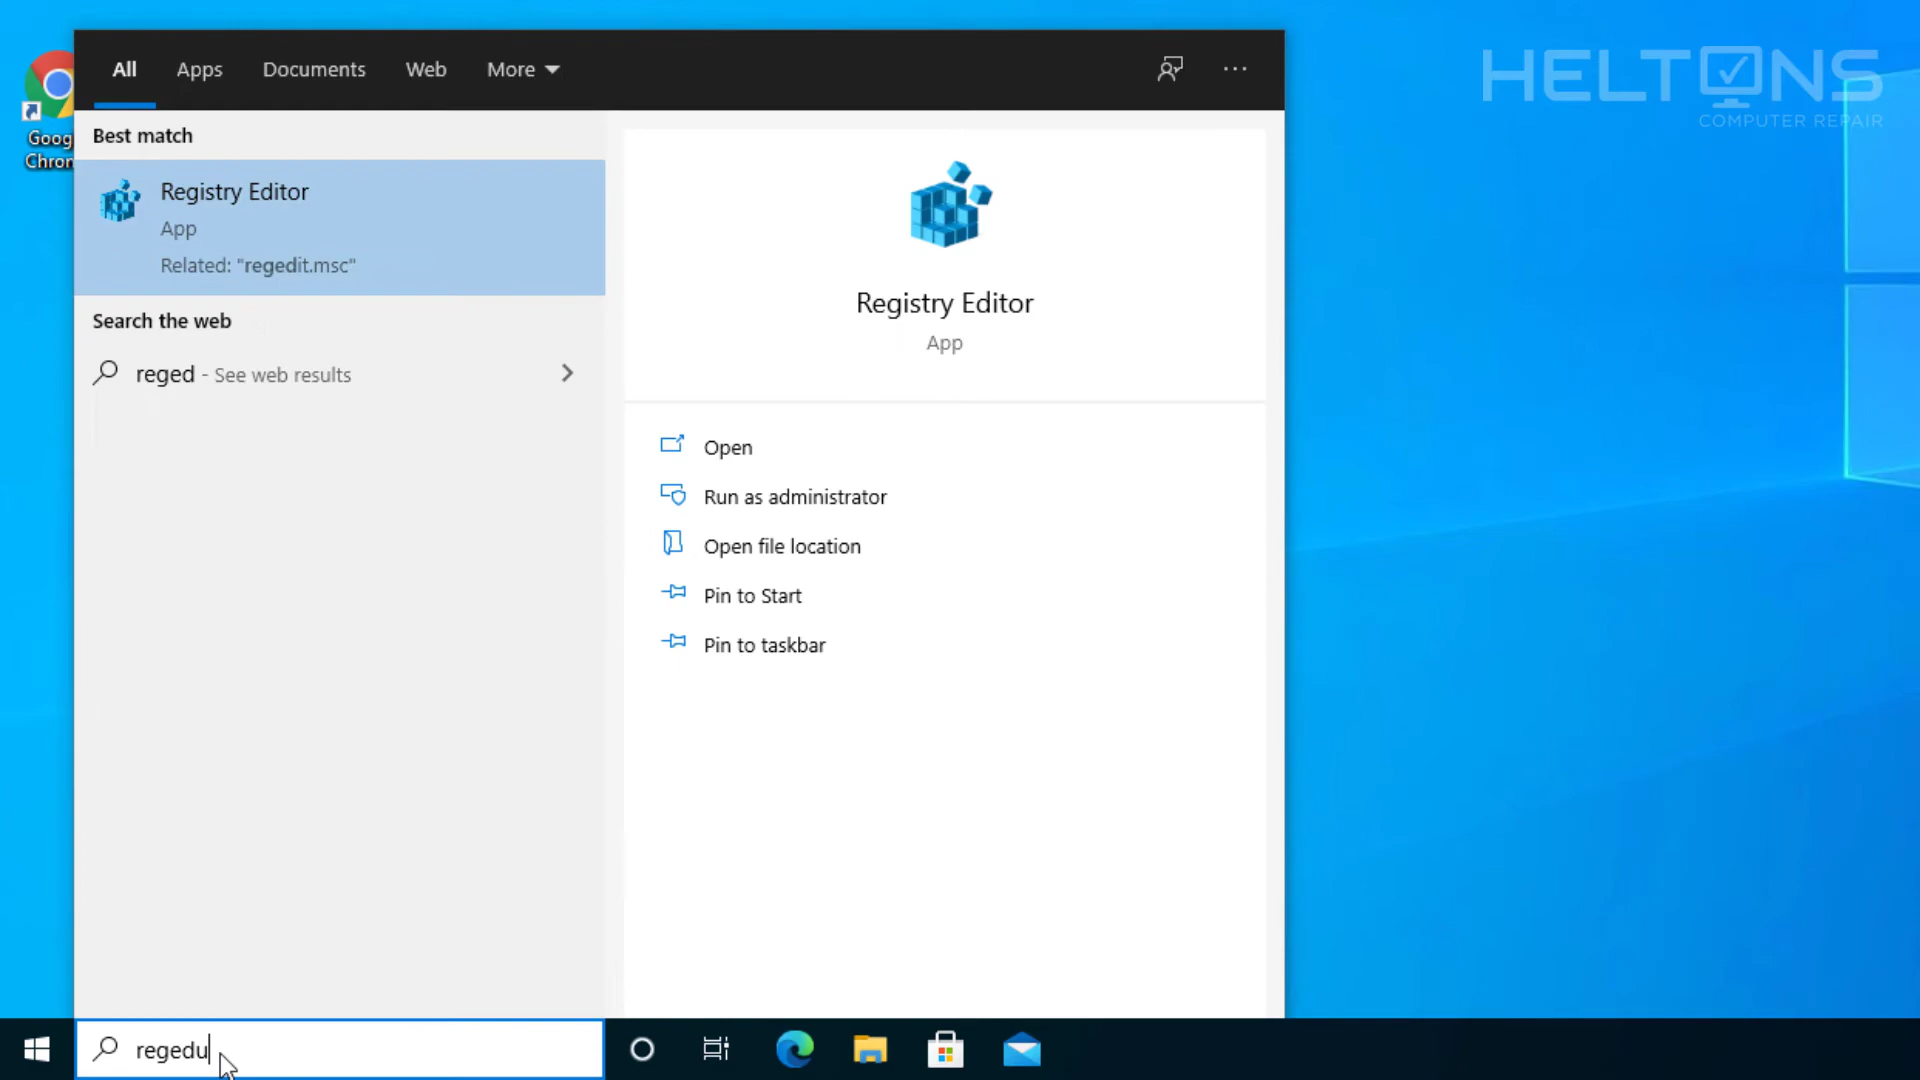 All Apps Documents Web More
HELTONS
COMPUTER REPAIR
Goog
Chron
Best match
Registry Editor
App
Related: "regedit.msc"
Search the web
reged - See web results
Registry Editor
App
Open
Run as administrator
Open file location
Pin to Start
Pin to taskbar
regedu